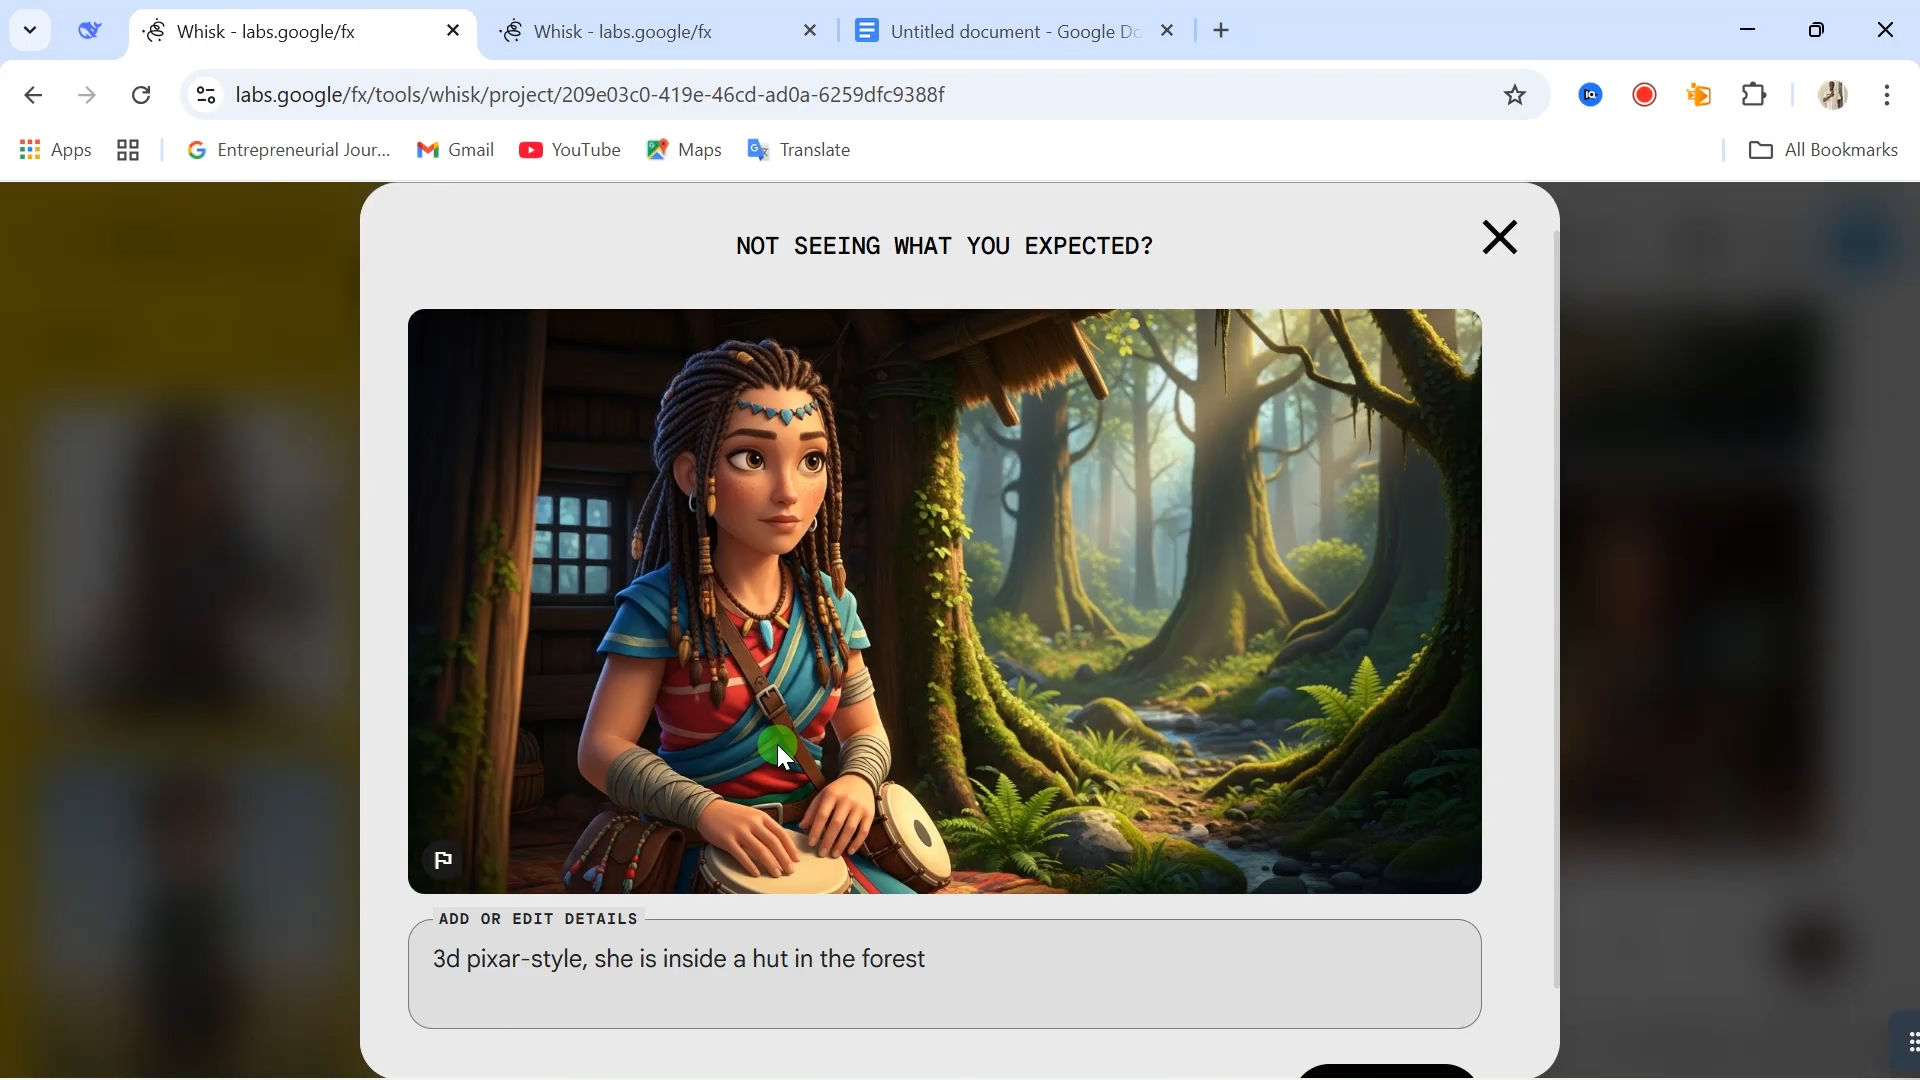 Whisk - labs.google/fx
Whisk - labs.google/fx
Untitled document - Google Dc
labs.google/fx/tools/whisk/project/209e03c0-419e-46cd-ad0a-6259dfc9388f
Apps
Entrepreneurial Jour...
Gmail
YouTube
Maps
Translate
All Bookmarks
NOT SEEING WHAT YOU EXPECTED?
ADD OR EDIT DETAILS
3d pixar-style, she is inside a hut in the forest